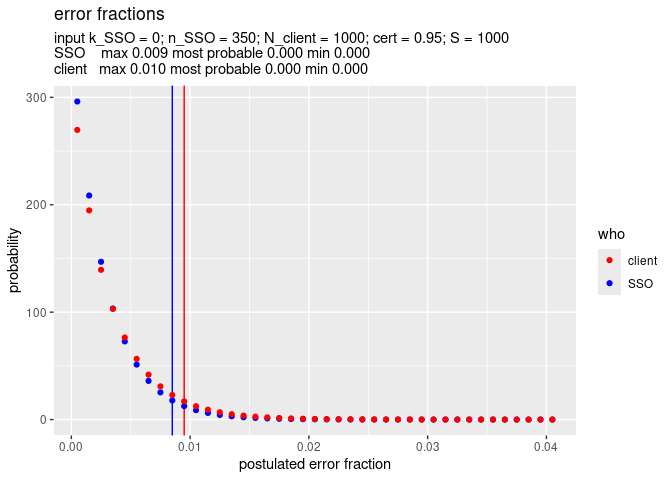 error fractions
input k_SSO = 0; n_SSO = 350; N_client = 1000; cert = 0.95; S = 1000
SSO    max 0.009 most probable 0.000 min 0.000
client   max 0.010 most probable 0.000 min 0.000
300
200
100
0
probability
0.00
0.01
0.02
0.03
0.04
postulated error fraction
who
client
SSO